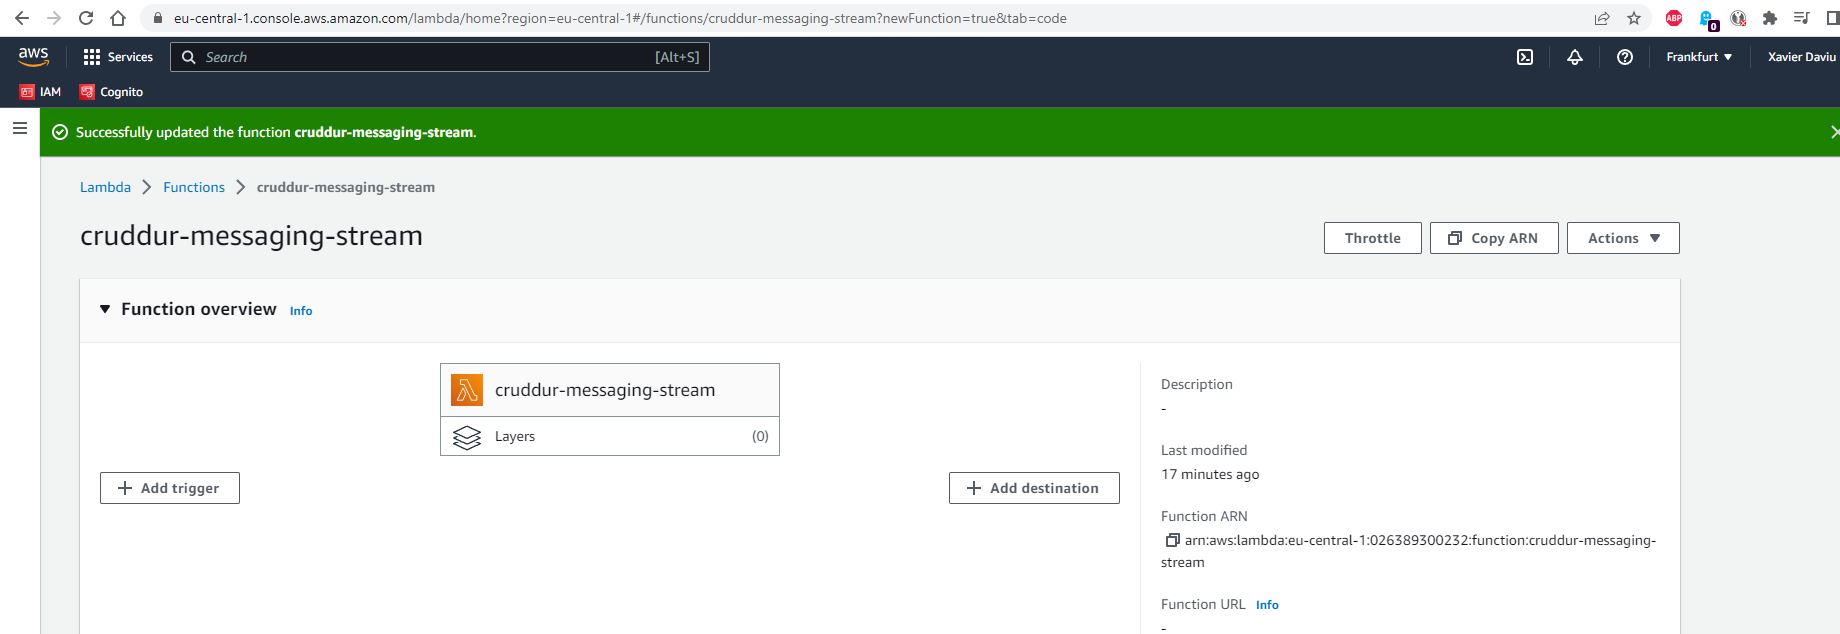 eu-central-1.console.aws.amazon.com/lambda/home?region=eu-central-1#/functions/cruddur-messaging-stream?newFunction=true&tab=code
ABP
0
aws
Services
Search
[Alt+S]
Frankfurt
Xavier Daviu
IAM
Cognito
Successfully updated the function cruddur-messaging-stream.
Lambda
Functions
cruddur-messaging-stream
cruddur-messaging-stream
Throttle
Copy ARN
Actions
Function overview
Info
cruddur-messaging-stream
Layers
(0)
Add trigger
Add destination
Description
-
Last modified
17 minutes ago
Function ARN
arn:aws:lambda:eu-central-1:026389300232:function:cruddur-messaging-
stream
Function URL
Info
-